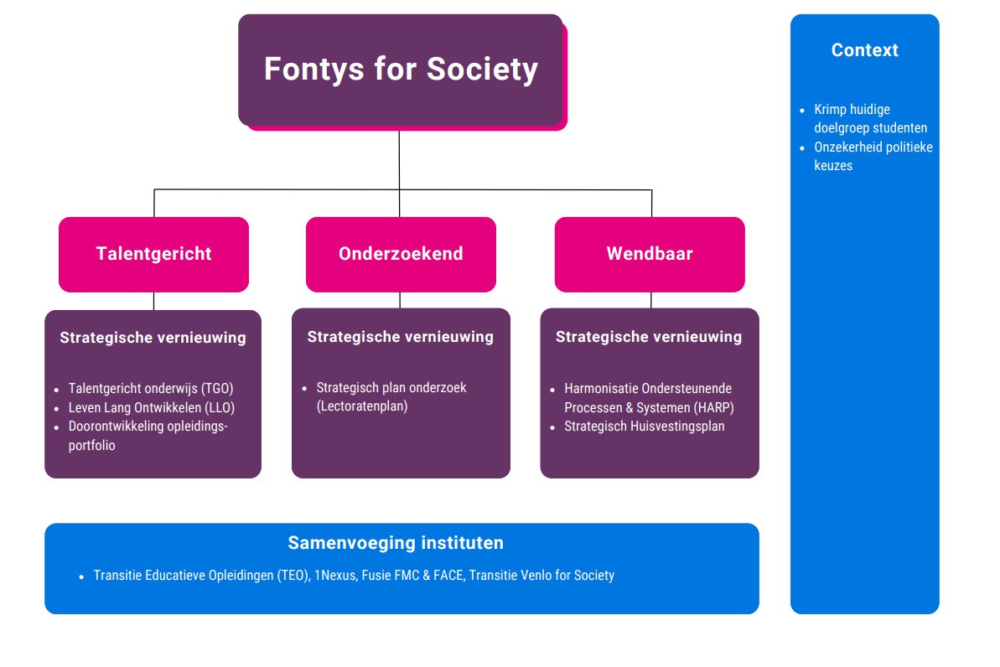 Fontys for Society
Talentgericht
Strategische vernieuwing
• Talentgericht onderwijs (TGO)
• Leven Lang Ontwikkelen (LLO)
• Doorontwikkeling opleidings-
portfolio
Onderzoekend
Strategische vernieuwing
• Strategisch plan onderzoek
(Lectoratenplan)
Wendbaar
Strategische vernieuwing
• Harmonisatie Ondersteunende
Processen & Systemen (HARP)
• Strategisch Huisvestingsplan
Samenvoeging instituten
• Transitie Educatieve Opleidingen (TEO), 1Nexus, Fusie FMC & FACE, Transitie Venlo for Society
Context
• Krimp huidige
doelgroep studenten
• Onzekerheid politieke
keuzes